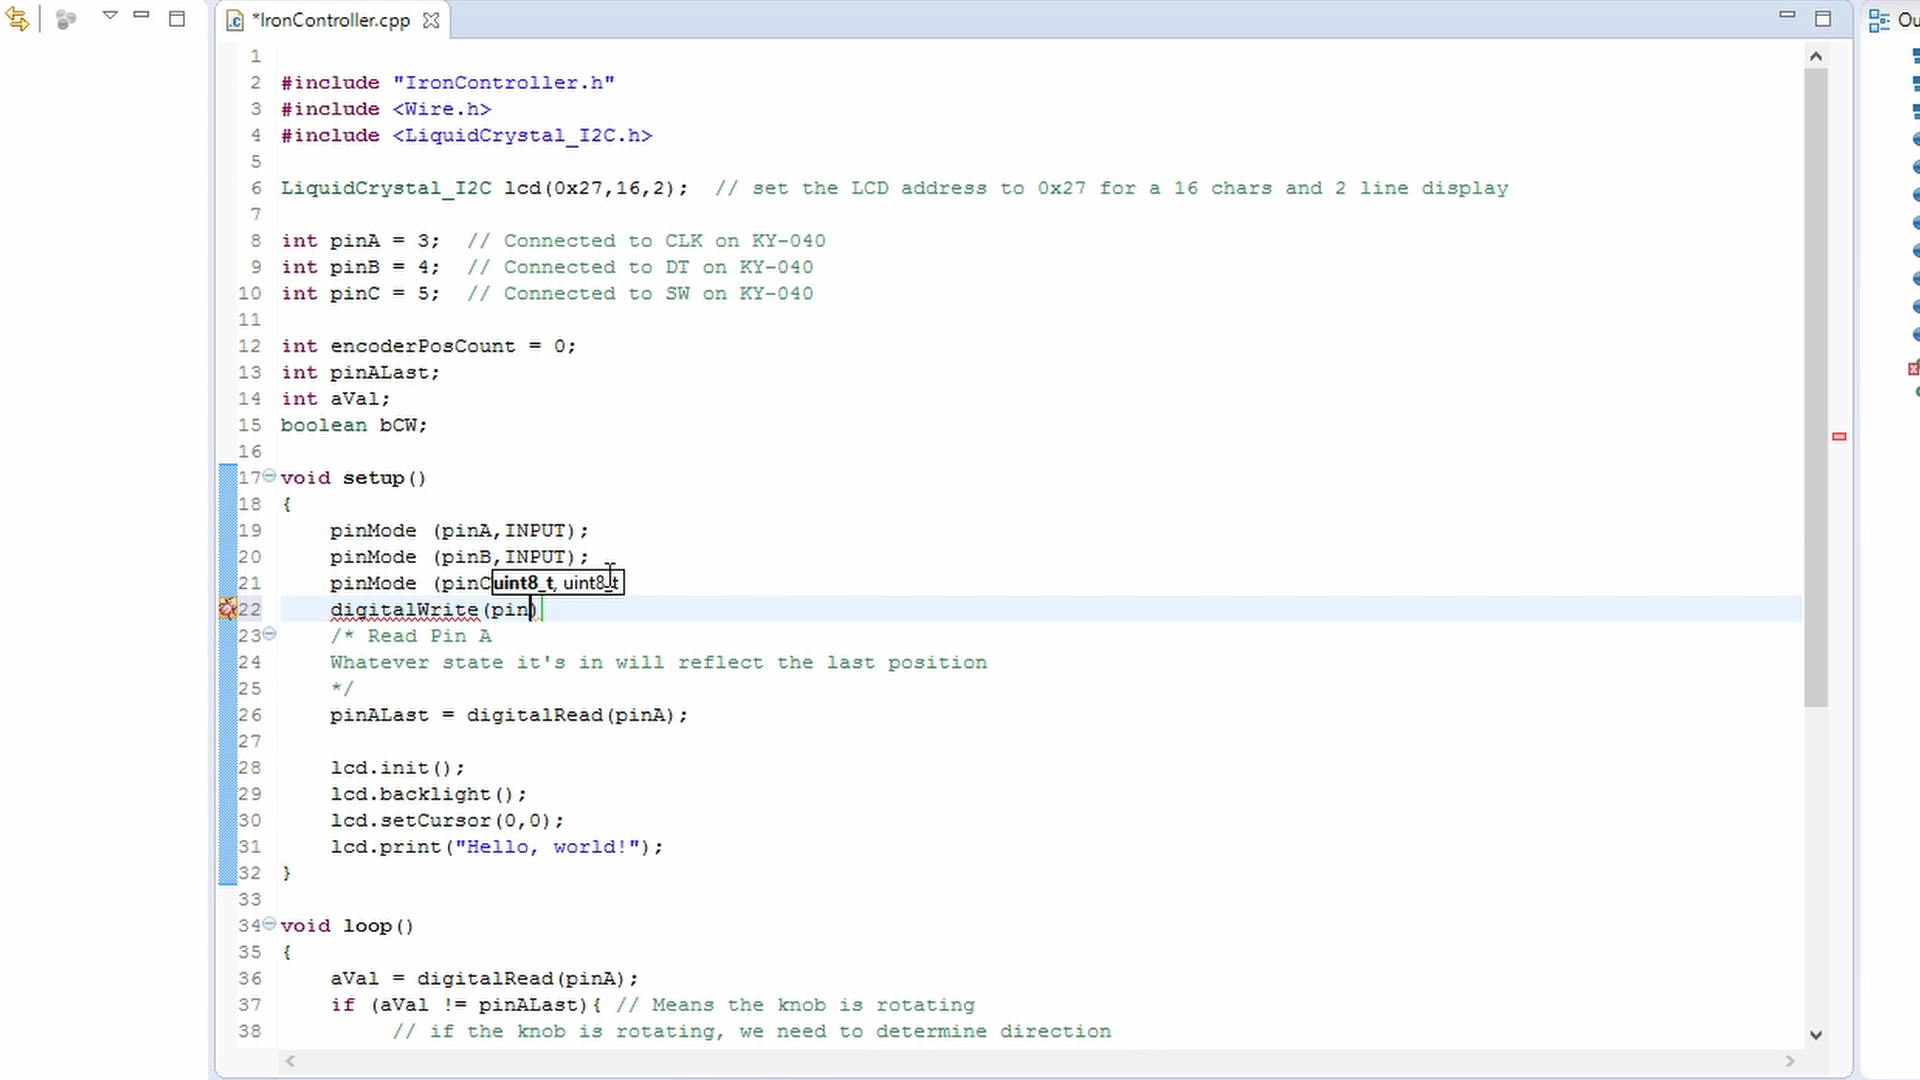 *IronController.cpp
Ou
1
2 #include "IronController.h"
3 #include <Wire.h>
4 #include <LiquidCrystal_I2C.h>
5
6 LiquidCrystal_I2C lcd(0x27,16,2);  // set the LCD address to 0x27 for a 16 chars and 2 line display
7
8 int pinA = 3;  // Connected to CLK on KY-040
9 int pinB = 4;  // Connected to DT on KY-040
10 int pinC = 5;  // Connected to SW on KY-040
11
12 int encoderPosCount = 0;
13 int pinALast;
14 int aVal;
15 boolean bCW;
16
17 void setup()
18 {
19     pinMode (pinA,INPUT);
20     pinMode (pinB,INPUT);
21     pinMode (pinC uint8_t, uint8_t
22     digitalWrite(pin)
23     /* Read Pin A
24     Whatever state it's in will reflect the last position
25     */
26     pinALast = digitalRead(pinA);
27
28     lcd.init();
29     lcd.backlight();
30     lcd.setCursor(0,0);
31     lcd.print("Hello, world!");
32 }
33
34 void loop()
35 {
36     aVal = digitalRead(pinA);
37     if (aVal != pinALast){ // Means the knob is rotating
38          // if the knob is rotating, we need to determine direction